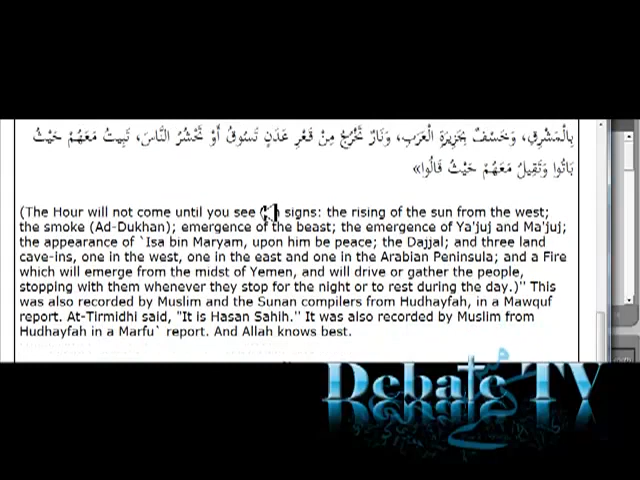 بِالْمَشْرِقِ، وَخَسْفٌ بِجَزِيرَةِ الْعَرَبِ، وَنَارٌ تَخْرُجُ مِنْ قَعْرِ عَدَنٍ تَسُوقُ أَوْ تَحْشُرُ النَّاسَ، تَبِيتُ مَعَهُمْ حَيْثُ
بَاتُوا وَتَقِيلُ مَعَهُمْ حَيْثُ قَالُوا»
(The Hour will not come until you see signs: the rising of the sun from the west;
the smoke (Ad-Dukhan); emergence of the beast; the emergence of Ya'juj and Ma'juj;
the appearance of `Isa bin Maryam, upon him be peace; the Dajjal; and three land
cave-ins, one in the west, one in the east and one in the Arabian Peninsula; and a Fire
which will emerge from the midst of Yemen, and will drive or gather the people,
stopping with them whenever they stop for the night or to rest during the day.)" This
was also recorded by Muslim and the Sunan compilers from Hudhayfah, in a Mawquf
report. At-Tirmidhi said, "It is Hasan Sahih." It was also recorded by Muslim from
Hudhayfah in a Marfu` report. And Allah knows best.
Debate TV